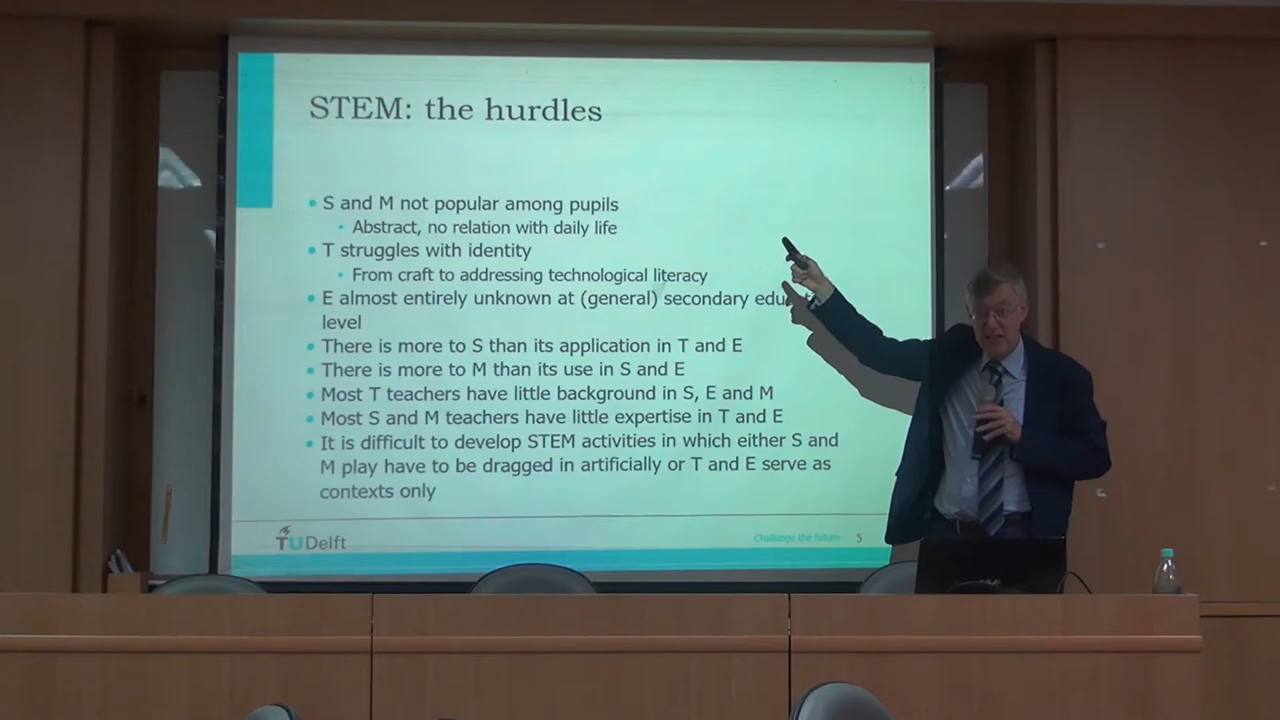 STEM: the hurdles
• S and M not popular among pupils
• Abstract, no relation with daily life
• T struggles with identity
• From craft to addressing technological literacy
• E almost entirely unknown at (general) secondary
level
• There is more to S than its application in T and E
• There is more to M than its use in S and E
• Most T teachers have little background in S, E and M
• Most S and M teachers have little expertise in T and E
• It is difficult to develop STEM activities in which either S and
M play have to be dragged in artificially or T and E serve as
contexts only
TUDelft
Challenge the future 5